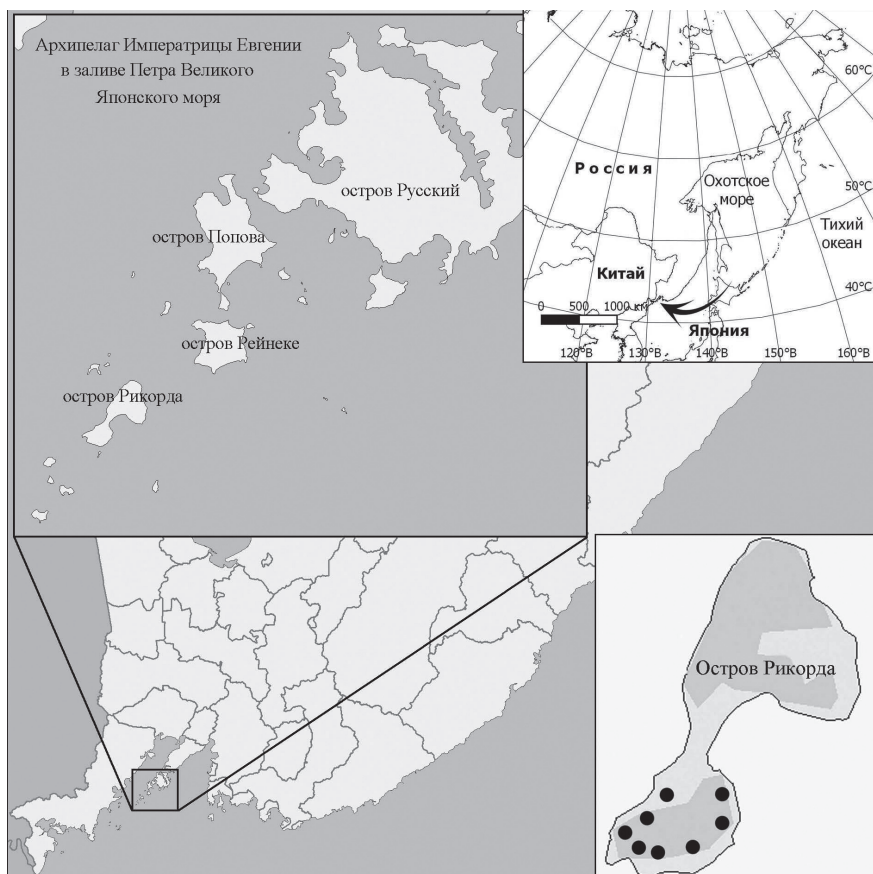 Архипелаг Императрицы Евгении
в заливе Петра Великого
Японского моря
остров Русский
остров Попова
остров Рейнеке
остров Рикорда
60°С
Россия
Охотское
море
50°С
Тихий
океан
Китай
40°С
0 500 1000 км
Япония
120°В 130°В 140°В 150°В 160°В
Остров Рикорда